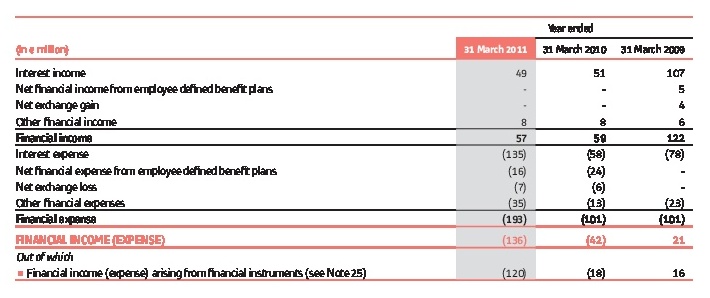 Year ended
(in € million) 31 March 2011 31 March 2010 31 March 2009
Interest income 49 51 107
Net financial income from employee defined benefit plans - - 5
Net exchange gain - - 4
Other financial income 8 8 6
Financial income 57 59 122
Interest expense (135) (58) (78)
Net financial expense from employee defined benefit plans (16) (24) -
Net exchange loss (7) (6) -
Other financial expenses (35) (13) (23)
Financial expense (193) (101) (101)
FINANCIAL INCOME (EXPENSE) (136) (42) 21
Out of which
■ Financial income (expense) arising from financial instruments (see Note 25) (120) (18) 16